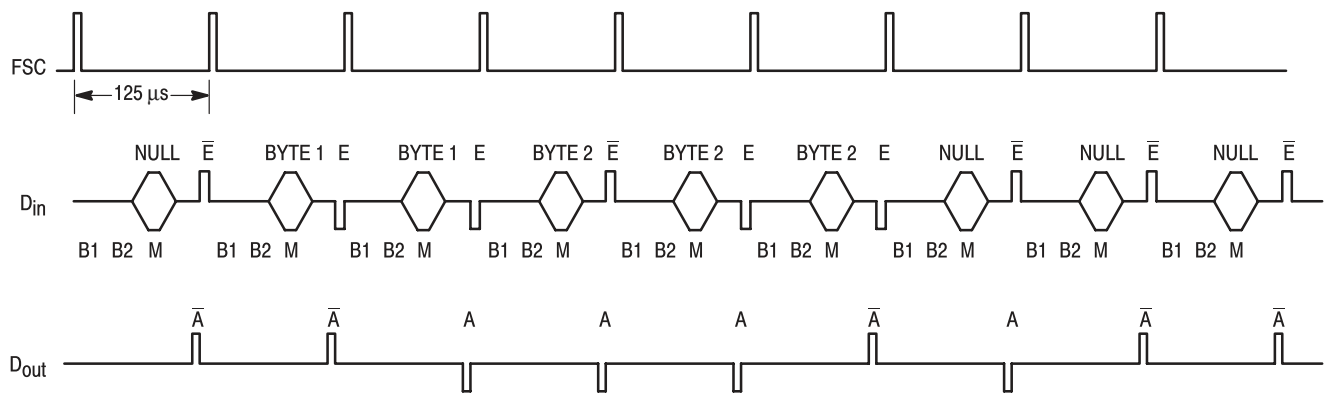 FSC
125 μs
NULL E̅ BYTE 1 E BYTE 1 E BYTE 2 E̅ BYTE 2 E BYTE 2 E NULL E̅ NULL E̅ NULL E̅
Din
B1 B2 M B1 B2 M B1 B2 M B1 B2 M B1 B2 M B1 B2 M B1 B2 M B1 B2 M B1 B2 M
A̅ A̅ A A A A̅ A A̅ A̅
Dout